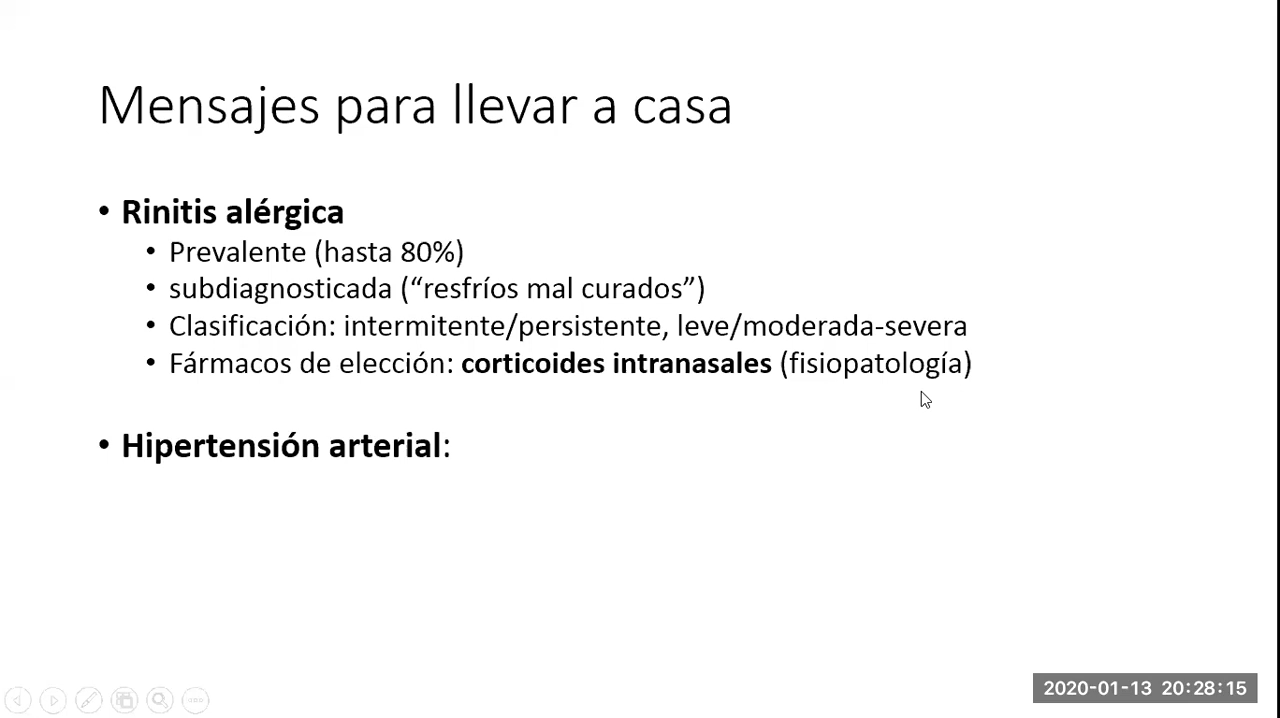 Mensajes para llevar a casa
• Rinitis alérgica
• Prevalente (hasta 80%)
• subdiagnosticada (“resfríos mal curados”)
• Clasificación: intermitente/persistente, leve/moderada-severa
• Fármacos de elección: corticoides intranasales (fisiopatología)
• Hipertensión arterial:
2020-01-13 20:28:15